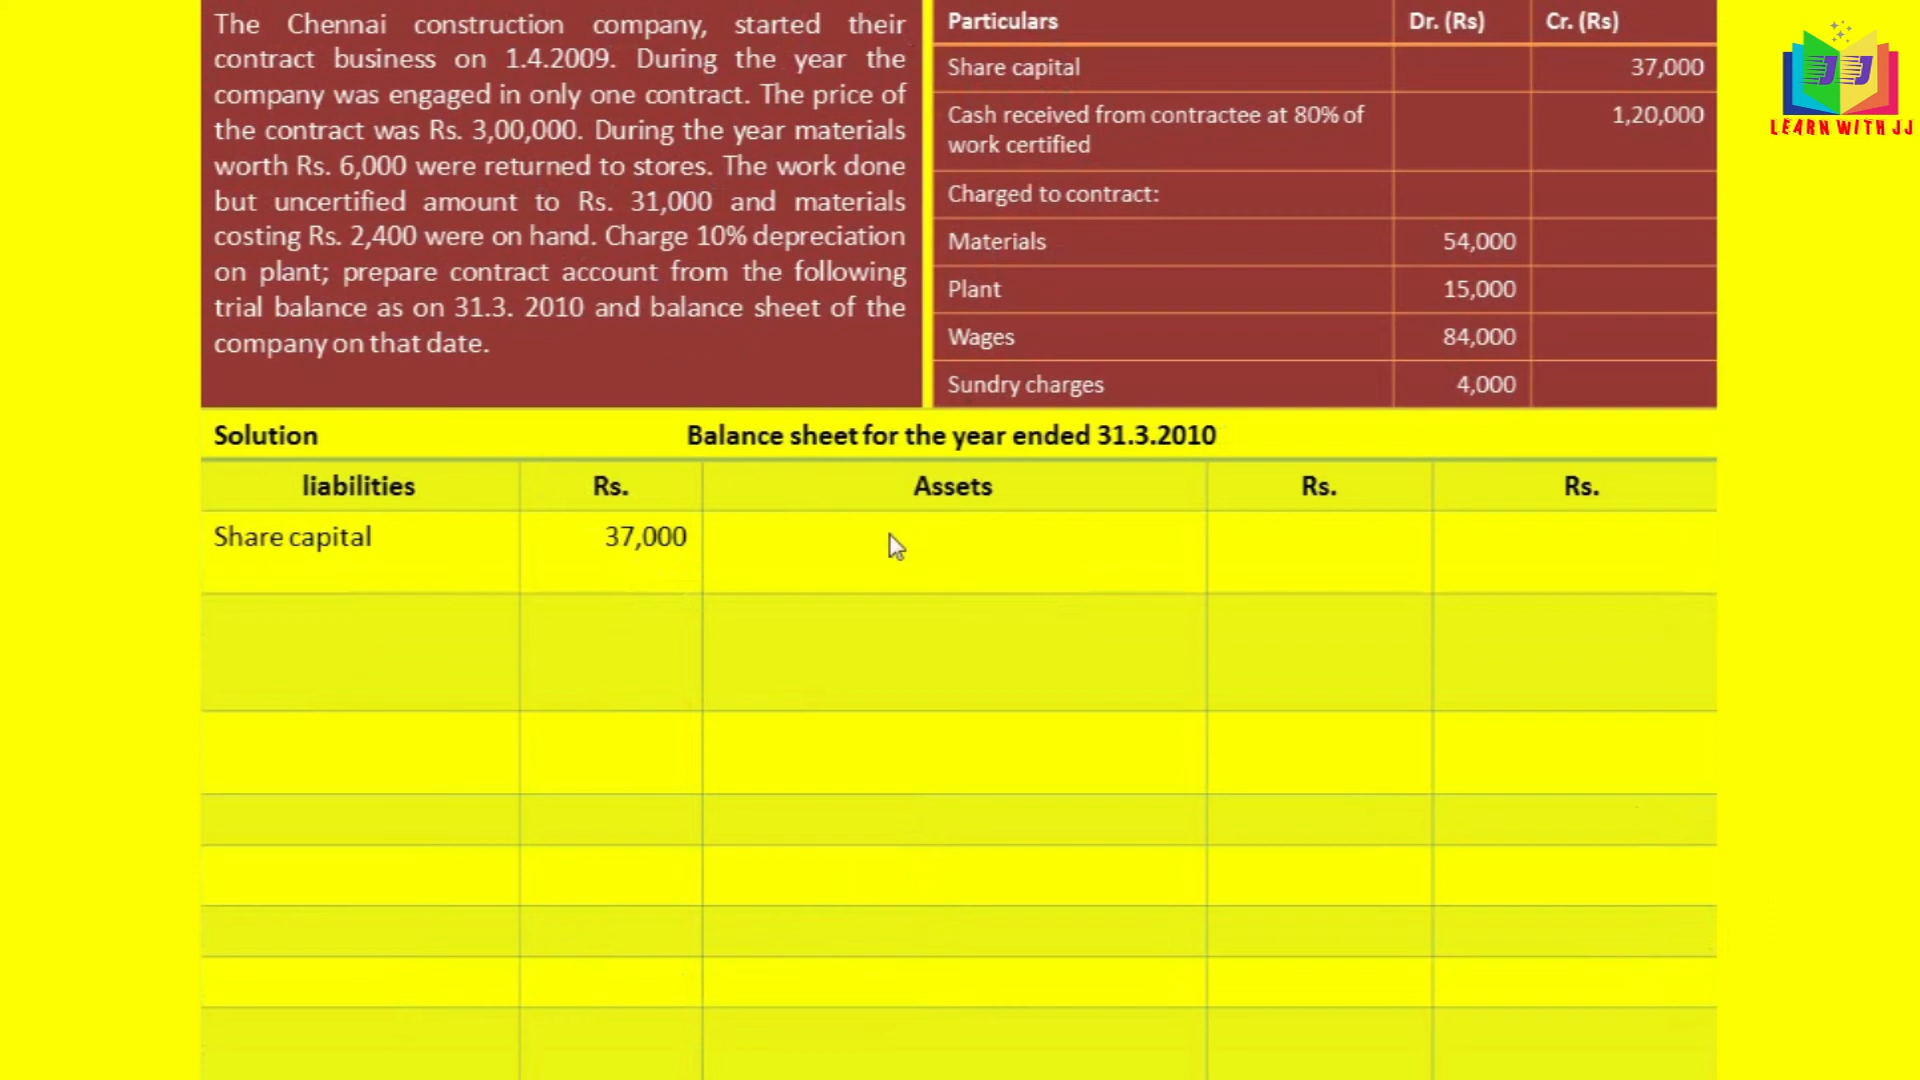 The Chennai construction company, started their
contract business on 1.4.2009. During the year the
company was engaged in only one contract. The price of
the contract was Rs. 3,00,000. During the year materials
worth Rs. 6,000 were returned to stores. The work done
but uncertified amount to Rs. 31,000 and materials
costing Rs. 2,400 were on hand. Charge 10% depreciation
on plant; prepare contract account from the following
trial balance as on 31.3. 2010 and balance sheet of the
company on that date.
Particulars Dr. (Rs) Cr. (Rs)
Share capital 37,000
Cash received from contractee at 80% of 1,20,000
work certified
Charged to contract:
Materials 54,000
Plant 15,000
Wages 84,000
Sundry charges 4,000
JJ
LEARN WITH JJ
Solution Balance sheet for the year ended 31.3.2010
liabilities Rs. Assets Rs. Rs.
Share capital 37,000